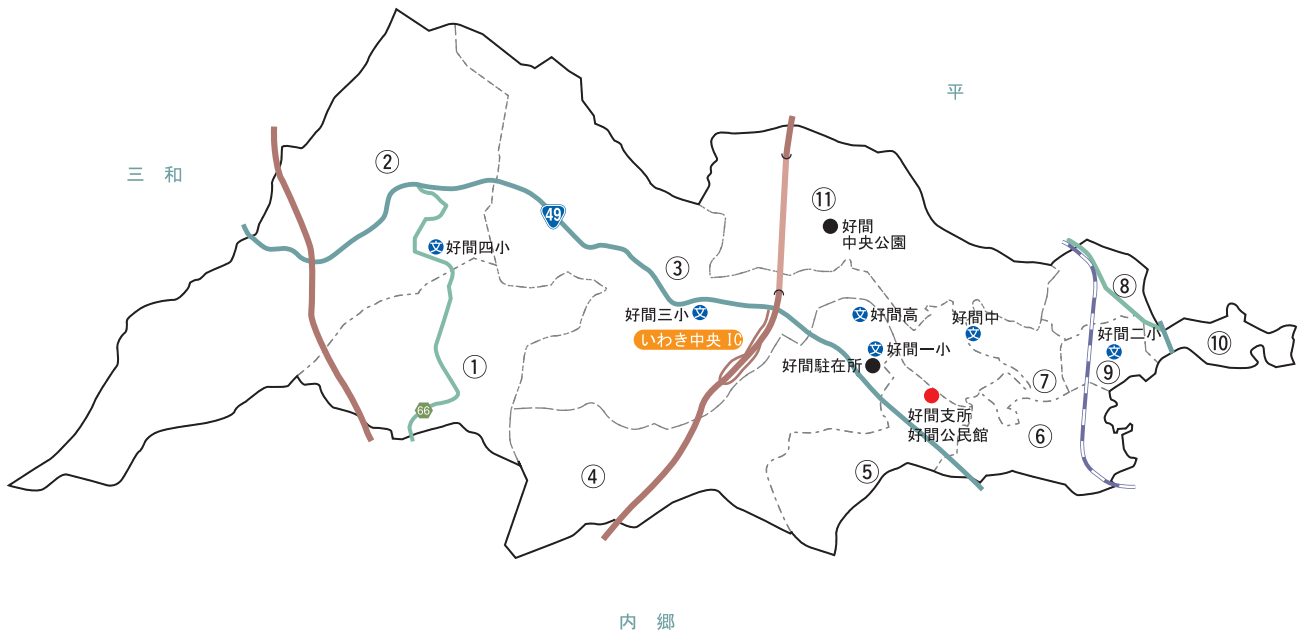 平
三 和
②
⑪
49
好間
中央公園
好間四小
③
⑧
好間三小
好間高
好間中
好間二小
⑩
いわき中央 IC
好間一小
好間駐在所
①
⑦
⑨
66
好間支所
好間公民館
⑥
④
⑤
内 郷